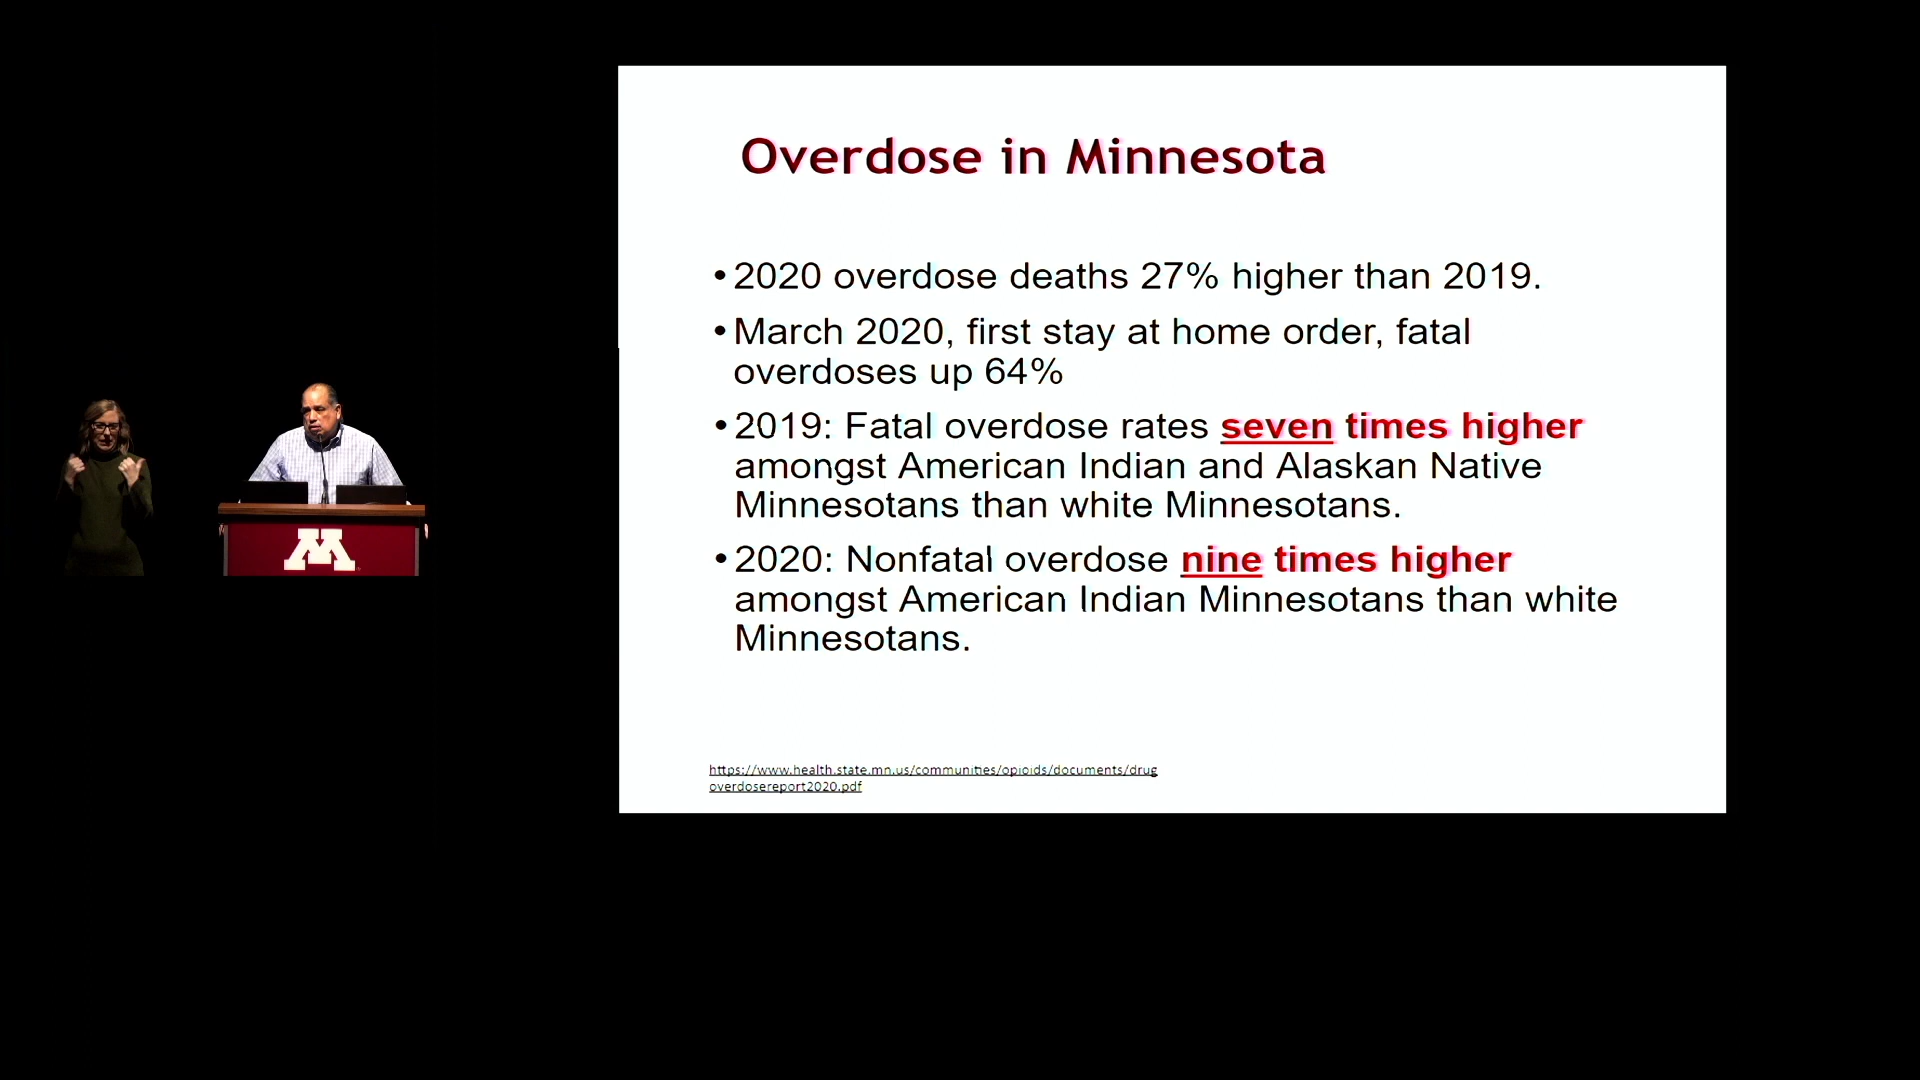 Overdose in Minnesota
•2020 overdose deaths 27% higher than 2019.
•March 2020, first stay at home order, fatal
overdoses up 64%
•2019: Fatal overdose rates seven times higher
amongst American Indian and Alaskan Native
Minnesotans than white Minnesotans.
•2020: Nonfatal overdose nine times higher
amongst American Indian Minnesotans than white
Minnesotans.
https://www.health.state.mn.us/communities/opioids/documents/drug
overdosereport2020.pdf
M